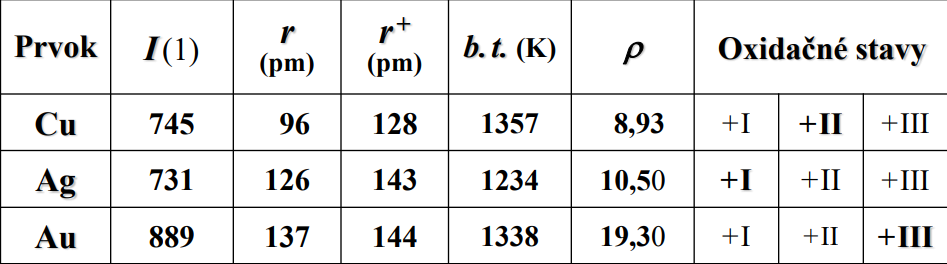 Prvok I(1) r (pm) r⁺ (pm) b. t. (K) ρ Oxidačné stavy
Cu 745 96 128 1357 8,93 +I +II +III
Ag 731 126 143 1234 10,50 +I +II +III
Au 889 137 144 1338 19,30 +I +II +III